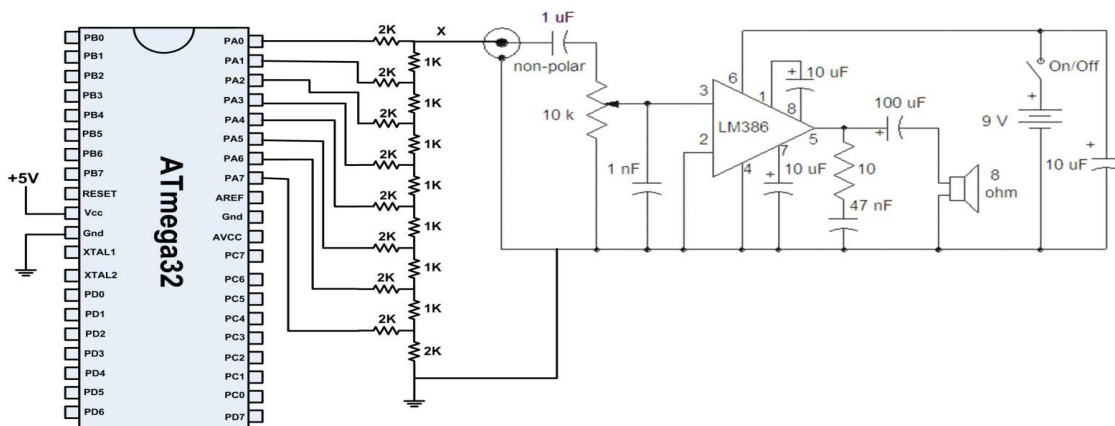 PB0
PB1
PB2
PB3
PB4
PB5
PB6
PB7
RESET
+5V
Vcc
Gnd
XTAL1
XTAL2
PD0
PD1
PD2
PD3
PD4
PD5
PD6
ATmega32
PA0
PA1
PA2
PA3
PA4
PA5
PA6
PA7
AREF
Gnd
AVCC
PC7
PC6
PC5
PC4
PC3
PC2
PC1
PC0
PD7
2K
2K
2K
2K
2K
2K
2K
2K
X
1K
1K
1K
1K
1K
1K
1K
2K
1 uF
non-polar
10 k
1 nF
3
2
6
1
8
LM386
5
7
4
+
10 uF
+
10 uF
100 uF
+
10
47 nF
8
ohm
On/Off
+
9 V
+
10 uF